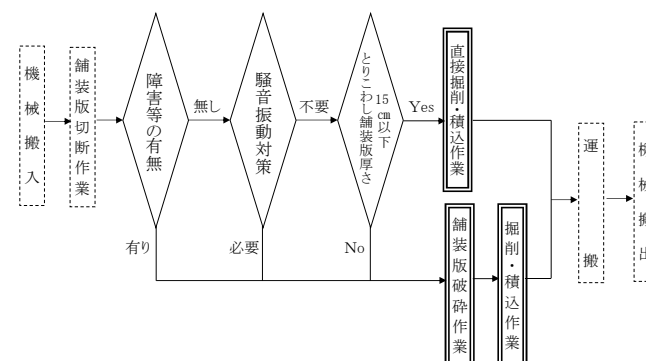 機械搬入
舗装版切断作業
障害等の有無
無し
騒音振動対策
不要
とりこわし舗装版厚さ
15cm以下
Yes
直接掘削・積込作業
運搬
機械搬出
有り
必要
No
舗装版破砕作業
掘削・積込作業